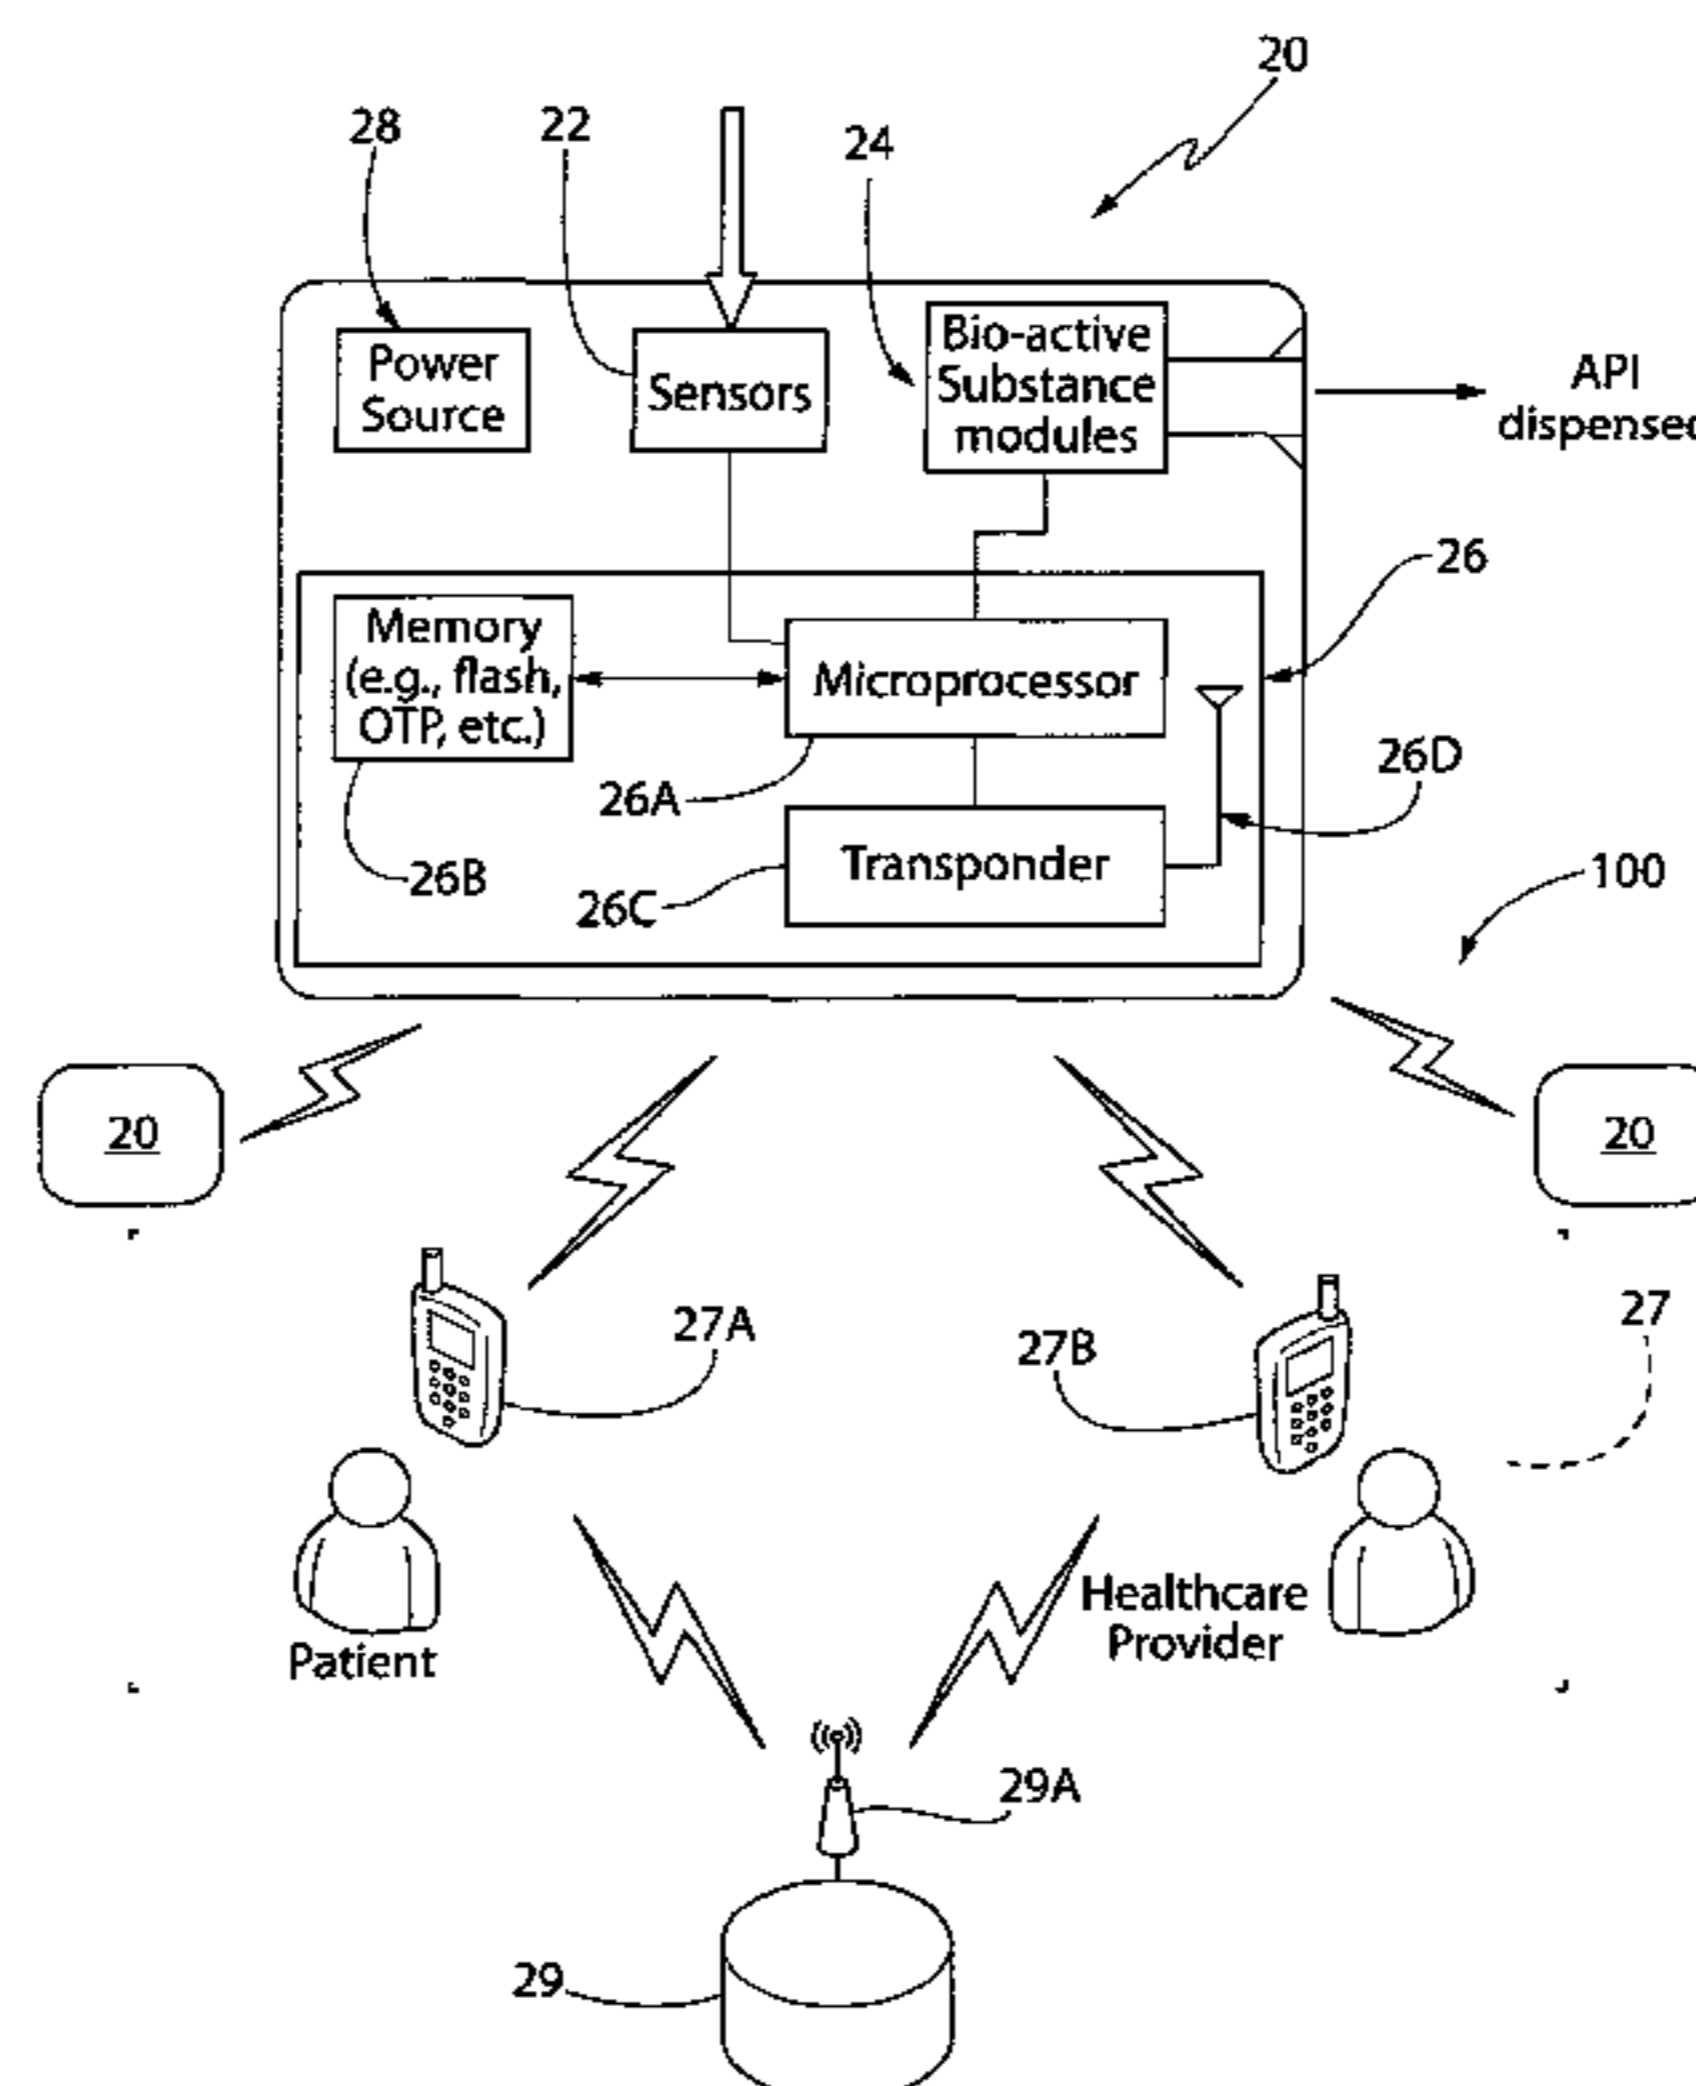 20
28
22
24
Power
Source
Sensors
Bio-active
Substance
modules
API
dispensed
26
Memory
(e.g., flash,
OTP, etc.)
Microprocessor
26A
26D
26B
Transponder
26C
100
20
20
27A
27B
27
Patient
Healthcare
Provider
29A
29